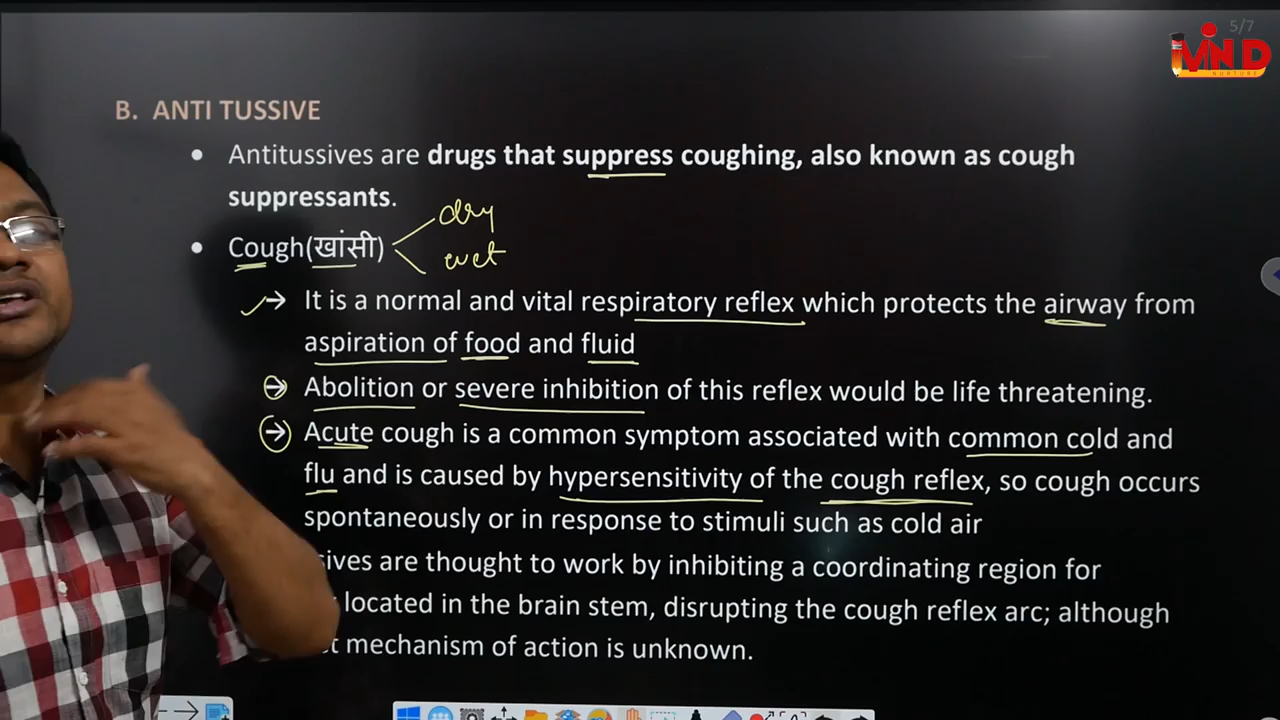 5/7
MIND
NURTURE
B. ANTI TUSSIVE
• Antitussives are drugs that suppress coughing, also known as cough
suppressants.
• Cough(खांसी)
dry
wet
→ It is a normal and vital respiratory reflex which protects the airway from
aspiration of food and fluid
→ Abolition or severe inhibition of this reflex would be life threatening.
→ Acute cough is a common symptom associated with common cold and
flu and is caused by hypersensitivity of the cough reflex, so cough occurs
spontaneously or in response to stimuli such as cold air
sives are thought to work by inhibiting a coordinating region for
located in the brain stem, disrupting the cough reflex arc; although
t mechanism of action is unknown.